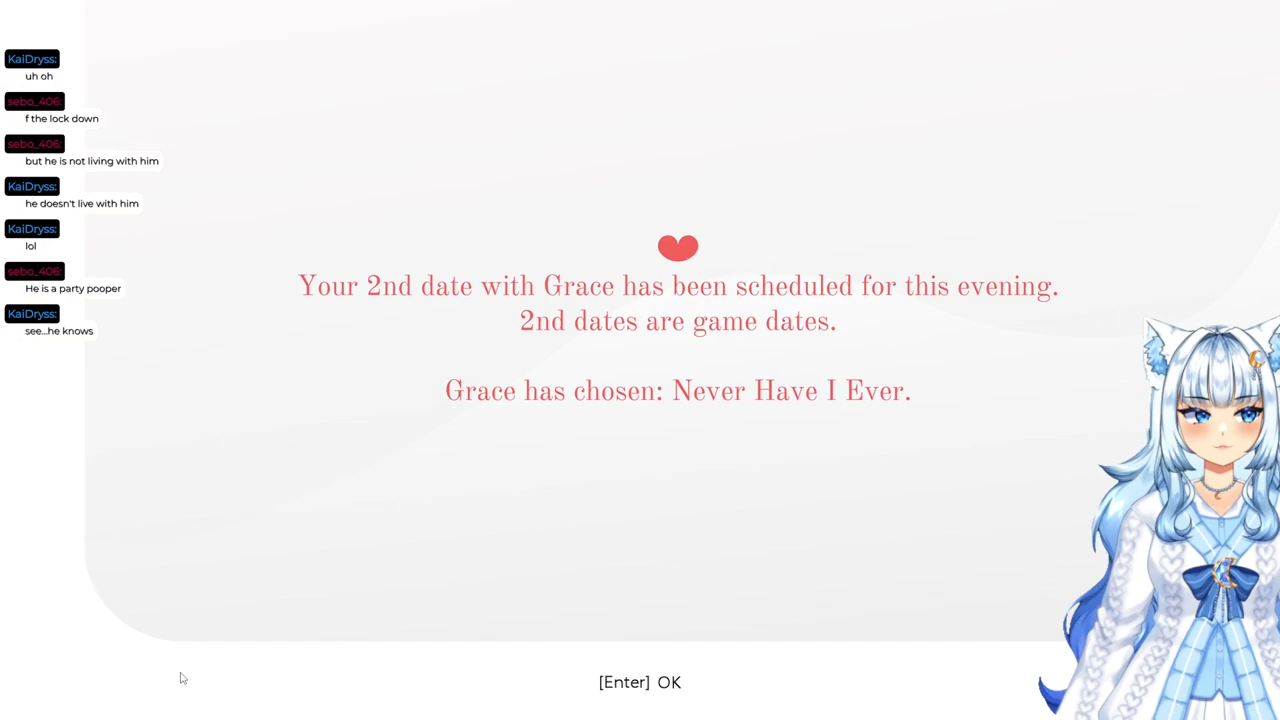 KaiDryss:
uh oh
sebo_406:
f the lock down
sebo_406:
but he is not living with him
KaiDryss:
he doesn't live with him
KaiDryss:
lol
sebo_406:
He is a party pooper
KaiDryss:
see...he knows
Your 2nd date with Grace has been scheduled for this evening.
2nd dates are game dates.
Grace has chosen: Never Have I Ever.
[Enter] OK